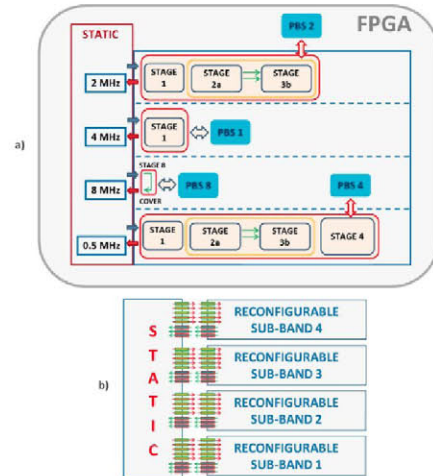 PBS 2
FPGA
STATIC
2 MHz
STAGE 1
STAGE 2a
STAGE 3b
a)
4 MHz
STAGE 1
PBS 1
STAGE 8
8 MHz
PBS 8
PBS 4
COVER
0.5 MHz
STAGE 1
STAGE 2a
STAGE 3b
STAGE 4
b)
STATIC
RECONFIGURABLE
SUB-BAND 4
RECONFIGURABLE
SUB-BAND 3
RECONFIGURABLE
SUB-BAND 2
RECONFIGURABLE
SUB-BAND 1